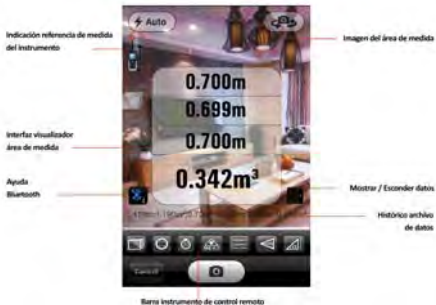 Auto
Indicación referencia de medida
del instrumento
Imagen del área de medida
0.700m
0.699m
0.700m
0.342m³
Interfaz visualizador
área de medida
Ayuda
Bluetooth
Mostrar / Esconder datos
Histórico archivo
de datos
Cancel
Barra instrumento de control remoto